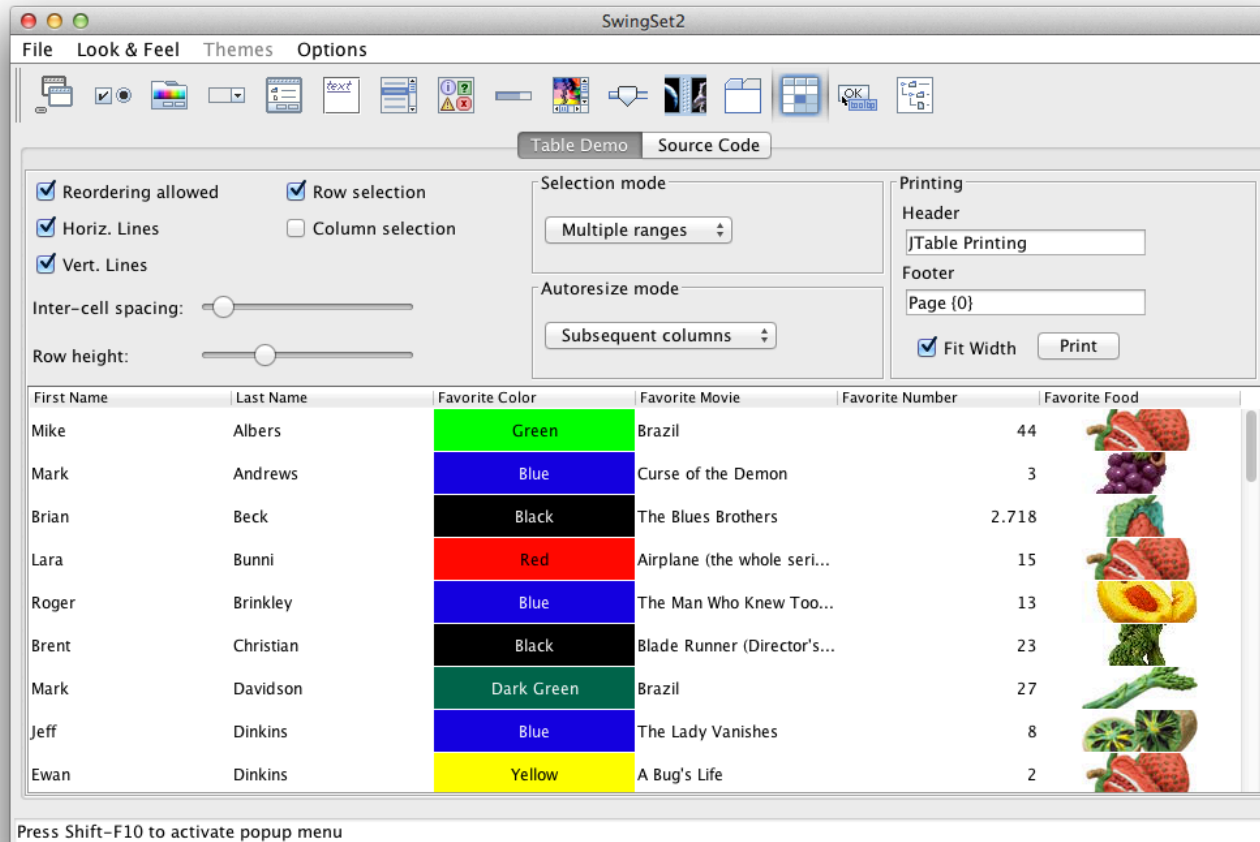 SwingSet2
File Look & Feel Themes Options
text
OK
tooltip
Table Demo Source Code
Reordering allowed Row selection
Horiz. Lines Column selection
Vert. Lines
Inter-cell spacing:
Row height:
Selection mode
Multiple ranges
Autoresize mode
Subsequent columns
Printing
Header
JTable Printing
Footer
Page {0}
Fit Width Print
First Name Last Name Favorite Color Favorite Movie Favorite Number Favorite Food
Mike Albers Green Brazil 44
Mark Andrews Blue Curse of the Demon 3
Brian Beck Black The Blues Brothers 2.718
Lara Bunni Red Airplane (the whole seri... 15
Roger Brinkley Blue The Man Who Knew Too... 13
Brent Christian Black Blade Runner (Director's... 23
Mark Davidson Dark Green Brazil 27
Jeff Dinkins Blue The Lady Vanishes 8
Ewan Dinkins Yellow A Bug's Life 2
Press Shift-F10 to activate popup menu